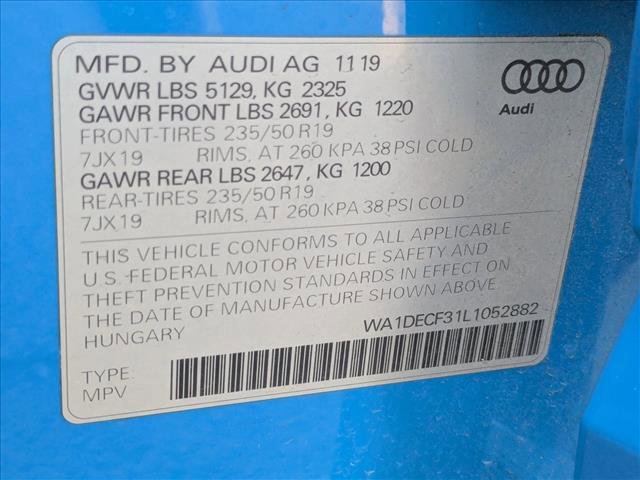 MFD. BY AUDI AG 11 19
GVWR LBS 5129, KG 2325
GAWR FRONT LBS 2691, KG 1220
FRONT-TIRES 235/50 R19
7JX19 RIMS, AT 260 KPA 38 PSI COLD
GAWR REAR LBS 2647, KG 1200
REAR-TIRES 235/50 R19
7JX19 RIMS, AT 260 KPA 38 PSI COLD
Audi
THIS VEHICLE CONFORMS TO ALL APPLICABLE
U.S.-FEDERAL MOTOR VEHICLE SAFETY AND
THEFT PREVENTION STANDARDS IN EFFECT ON
THE DATE OF MANUFACTURE SHOWN ABOVE.
HUNGARY
WA1DECF31L1052882
TYPE:
MPV